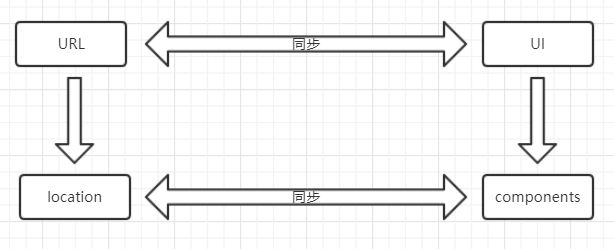 URL
同步
UI
location
同步
components